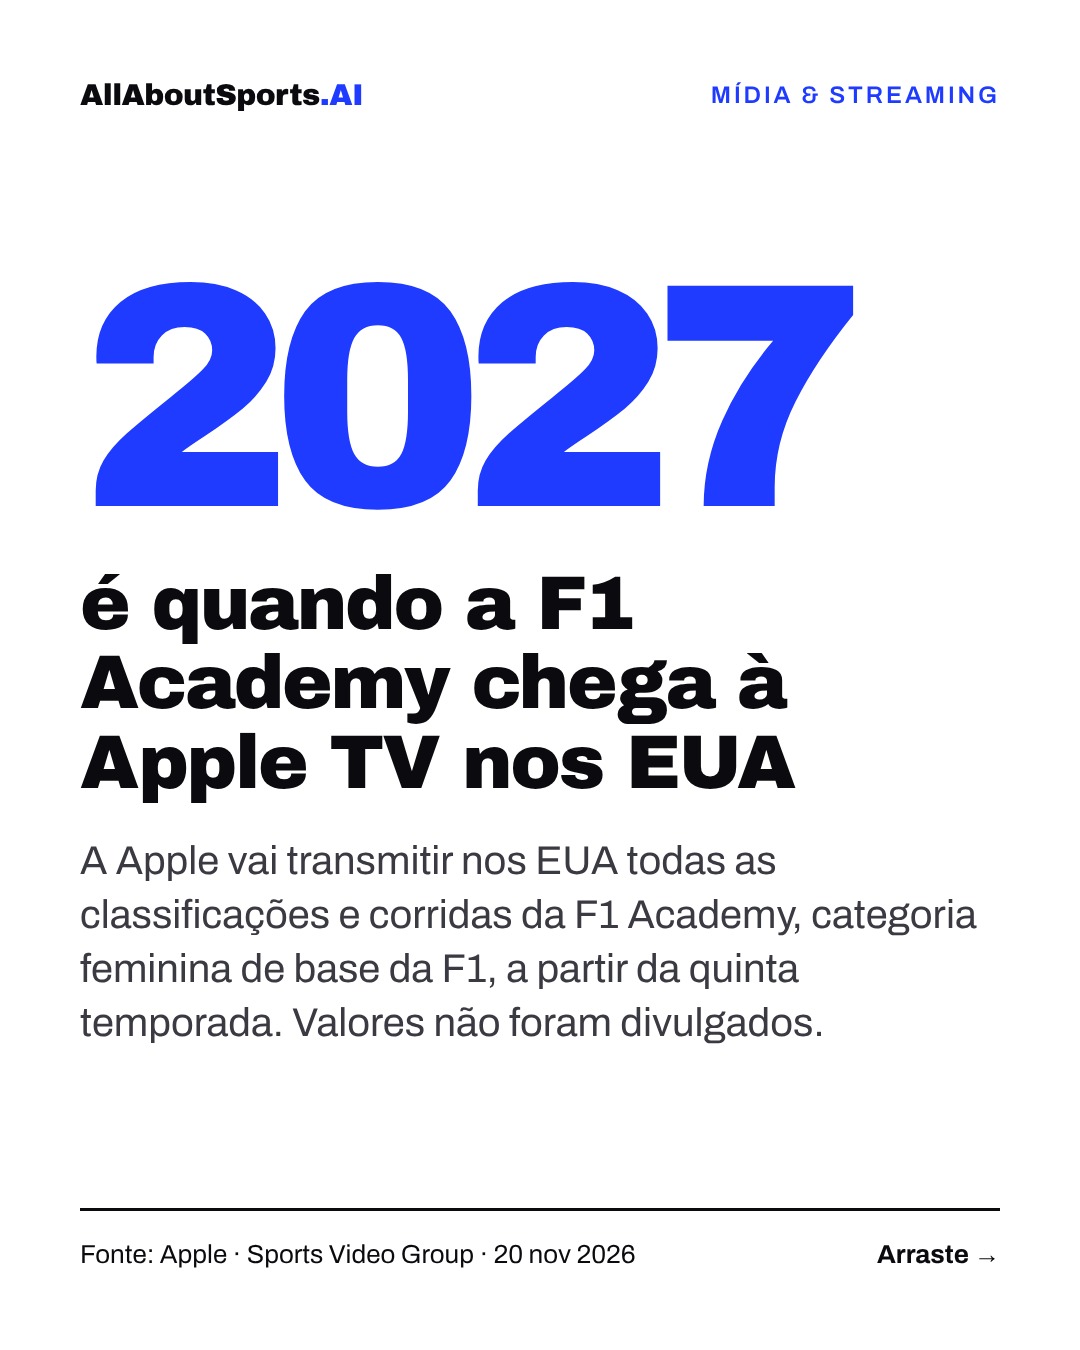 AllAboutSports.AI
MÍDIA & STREAMING
2027
é quando a F1
Academy chega à
Apple TV nos EUA
A Apple vai transmitir nos EUA todas as
classificações e corridas da F1 Academy, categoria
feminina de base da F1, a partir da quinta
temporada. Valores não foram divulgados.
Fonte: Apple · Sports Video Group · 20 nov 2026
Arraste →